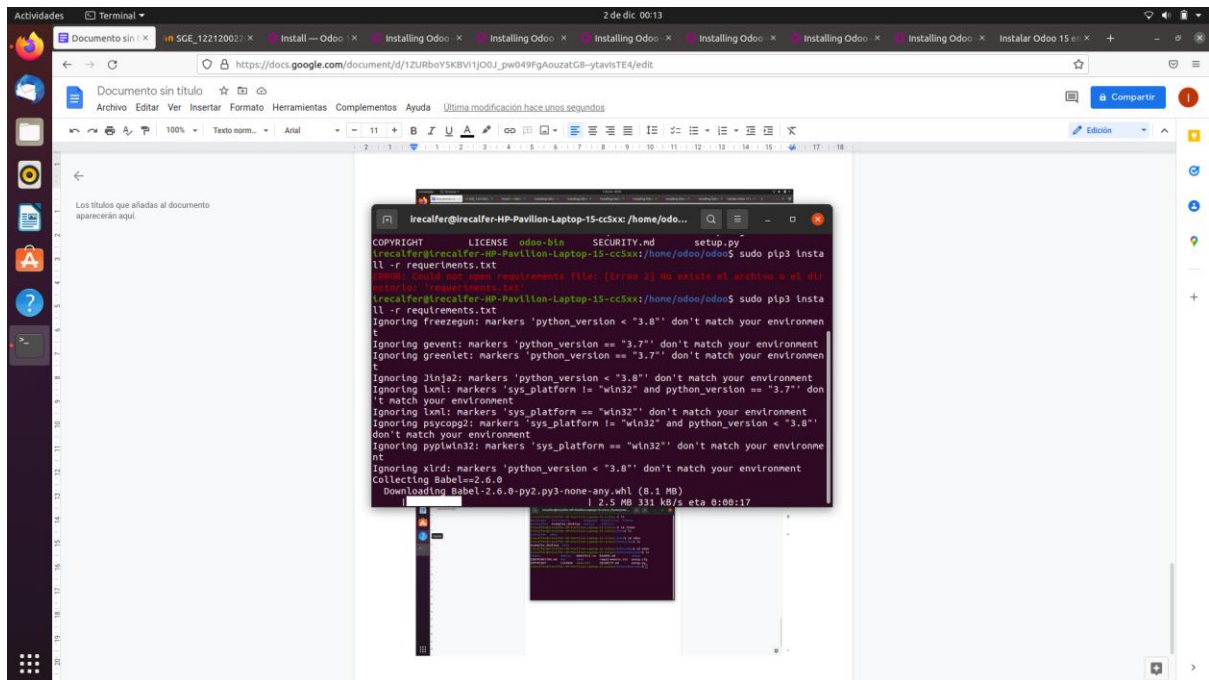 Actividades Terminal 2 de dic 00:13
Documento sin t SGE_122120022 Install — Odoo 1 Installing Odoo Installing Odoo Installing Odoo Installing Odoo Installing Odoo Installing Odoo Instalar Odoo 15 en
https://docs.google.com/document/d/1ZURboY5KBVi1jO0J_pw049FgAouzatG8--ytavIsTE4/edit
Documento sin título
Archivo Editar Ver Insertar Formato Herramientas Complementos Ayuda Última modificación hace unos segundos
Compartir
I
100% Texto norm... Arial 11 B I U A Edición
Los títulos que añadas al documento
aparecerán aquí.
irecalfer@irecalfer-HP-Pavilion-Laptop-15-cc5xx: /home/odo...
COPYRIGHT LICENSE odoo-bin SECURITY.md setup.py
irecalfer@irecalfer-HP-Pavilion-Laptop-15-cc5xx:/home/odoo/odoo$ sudo pip3 insta
ll -r requeriments.txt
ERROR: Could not open requirements file: [Errno 2] No existe el archivo o el dir
ectorio: 'requeriments.txt'
irecalfer@irecalfer-HP-Pavilion-Laptop-15-cc5xx:/home/odoo/odoo$ sudo pip3 insta
ll -r requirements.txt
Ignoring freezegun: markers 'python_version < "3.8"' don't match your environmen
t
Ignoring gevent: markers 'python_version == "3.7"' don't match your environment
Ignoring greenlet: markers 'python_version == "3.7"' don't match your environmen
t
Ignoring Jinja2: markers 'python_version < "3.8"' don't match your environment
Ignoring lxml: markers 'sys_platform != "win32" and python_version == "3.7"' don
't match your environment
Ignoring lxml: markers 'sys_platform == "win32"' don't match your environment
Ignoring psycopg2: markers 'sys_platform != "win32" and python_version < "3.8"'
don't match your environment
Ignoring pypiwin32: markers 'sys_platform == "win32"' don't match your environme
nt
Ignoring xlrd: markers 'python_version < "3.8"' don't match your environment
Collecting Babel==2.6.0
Downloading Babel-2.6.0-py2.py3-none-any.whl (8.1 MB)
| | 2.5 MB 331 kB/s eta 0:00:17